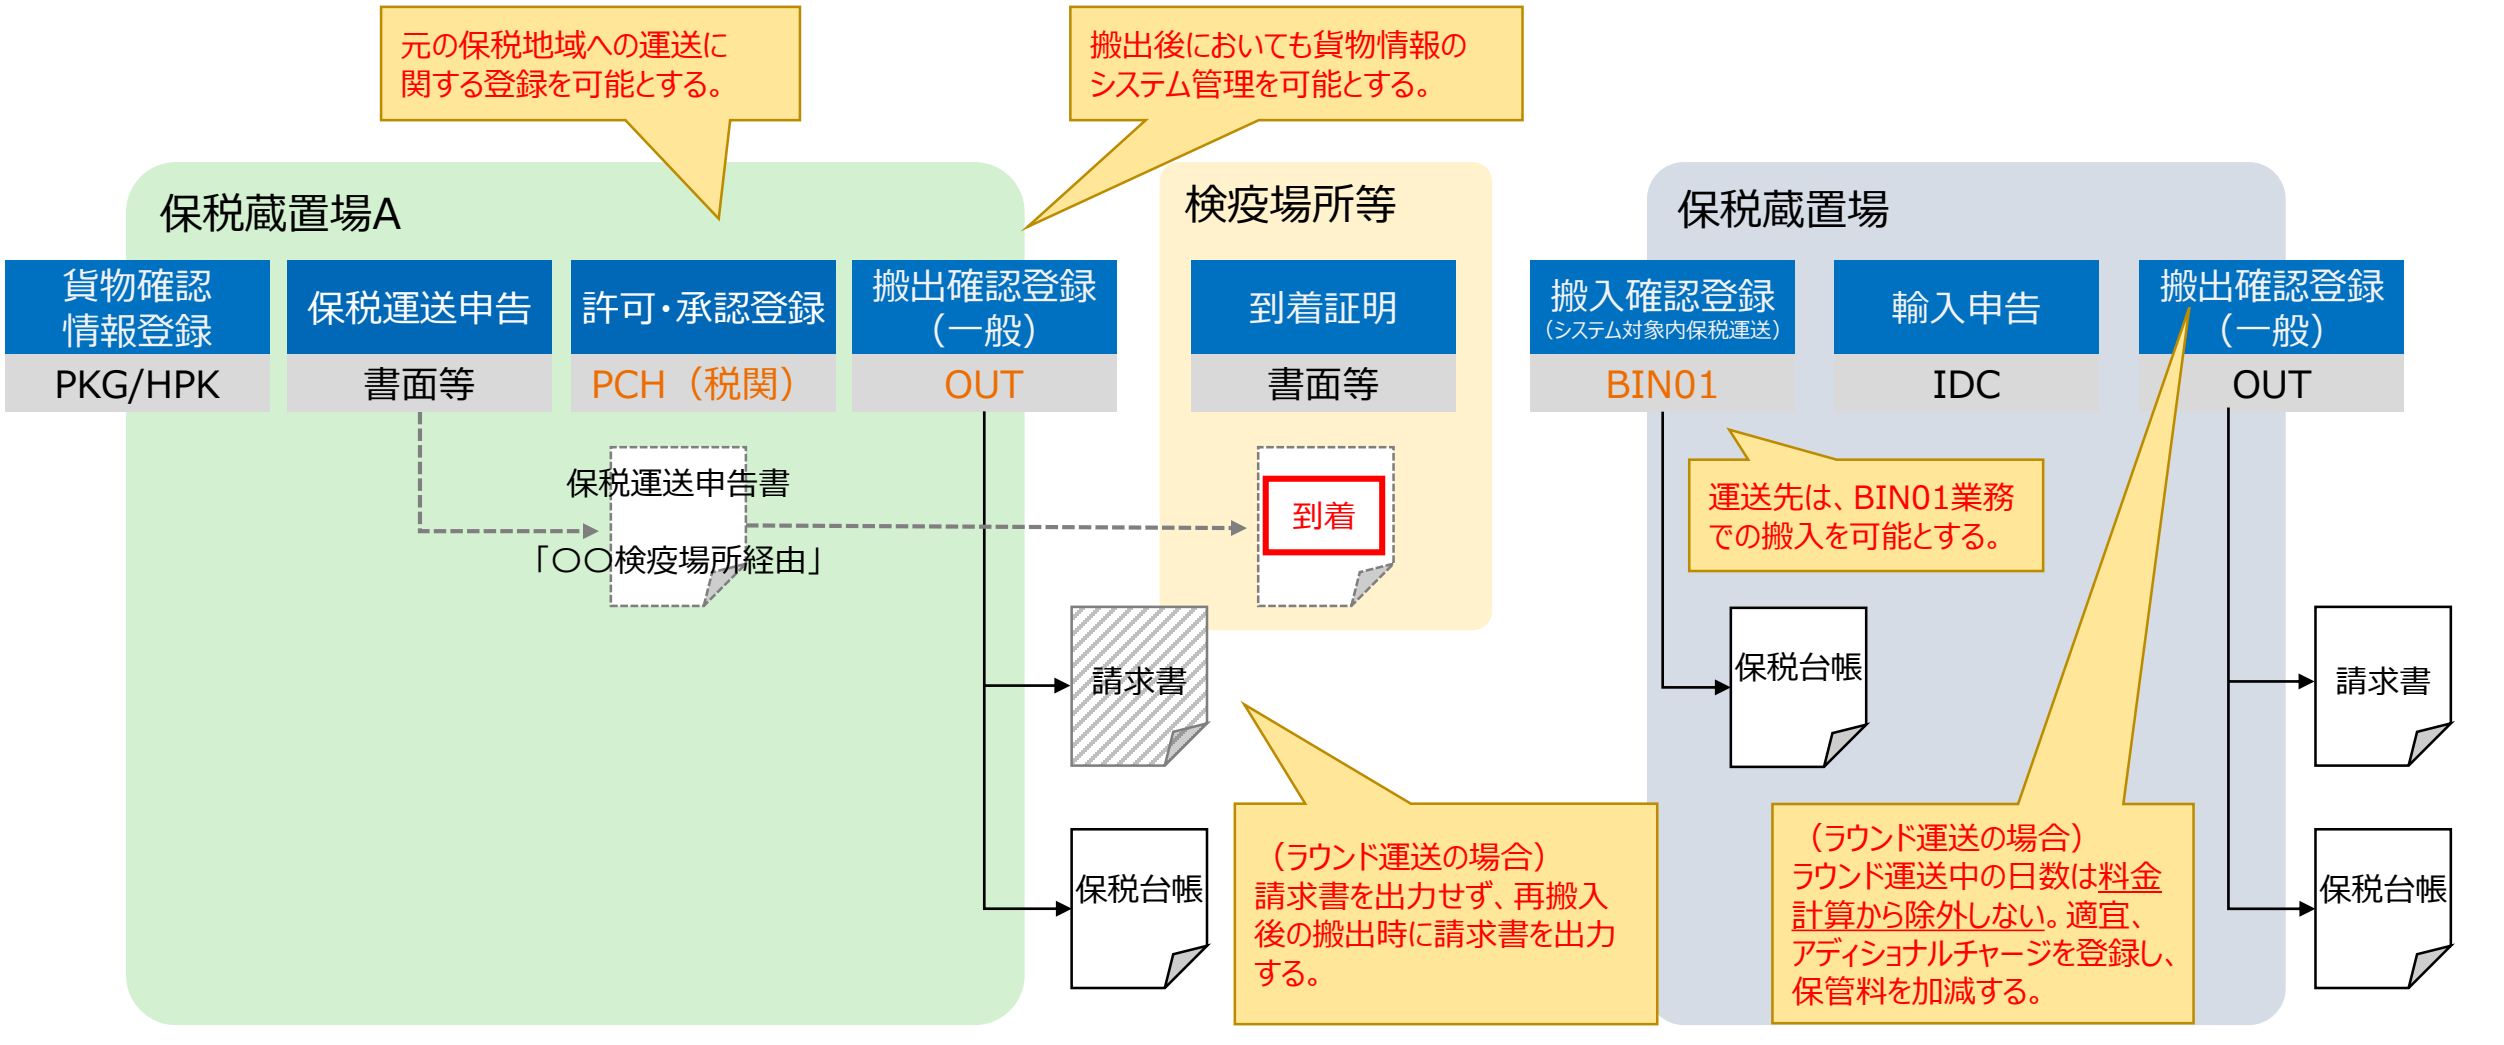 元の保税地域への運送に
関する登録を可能とする。
搬出後においても貨物情報の
システム管理を可能とする。
保税蔵置場A
検疫場所等
保税蔵置場
貨物確認
情報登録
PKG/HPK
保税運送申告
書面等
許可・承認登録
PCH（税関）
搬出確認登録
（一般）
OUT
到着証明
書面等
搬入確認登録
（システム対象内保税運送）
BIN01
輸入申告
IDC
搬出確認登録
（一般）
OUT
保税運送申告書
「〇〇検疫場所経由」
到着
運送先は、BIN01業務
での搬入を可能とする。
請求書
保税台帳
保税台帳
請求書
保税台帳
（ラウンド運送の場合）
請求書を出力せず、再搬入
後の搬出時に請求書を出力
する。
（ラウンド運送の場合）
ラウンド運送中の日数は料金
計算から除外しない。適宜、
アディショナルチャージを登録し、
保管料を加減する。